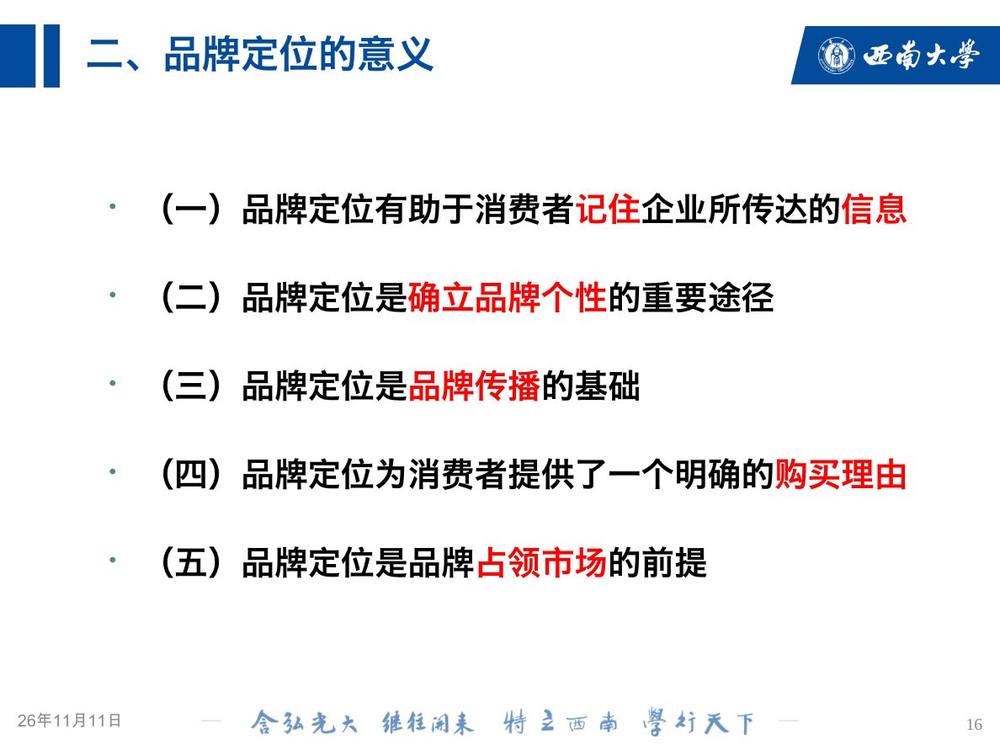 二、品牌定位的意义
西南大学
· （一）品牌定位有助于消费者记住企业所传达的信息
· （二）品牌定位是确立品牌个性的重要途径
· （三）品牌定位是品牌传播的基础
· （四）品牌定位为消费者提供了一个明确的购买理由
· （五）品牌定位是品牌占领市场的前提
26年11月11日
含弘光大 继往开来 特立西南 學行天下
16